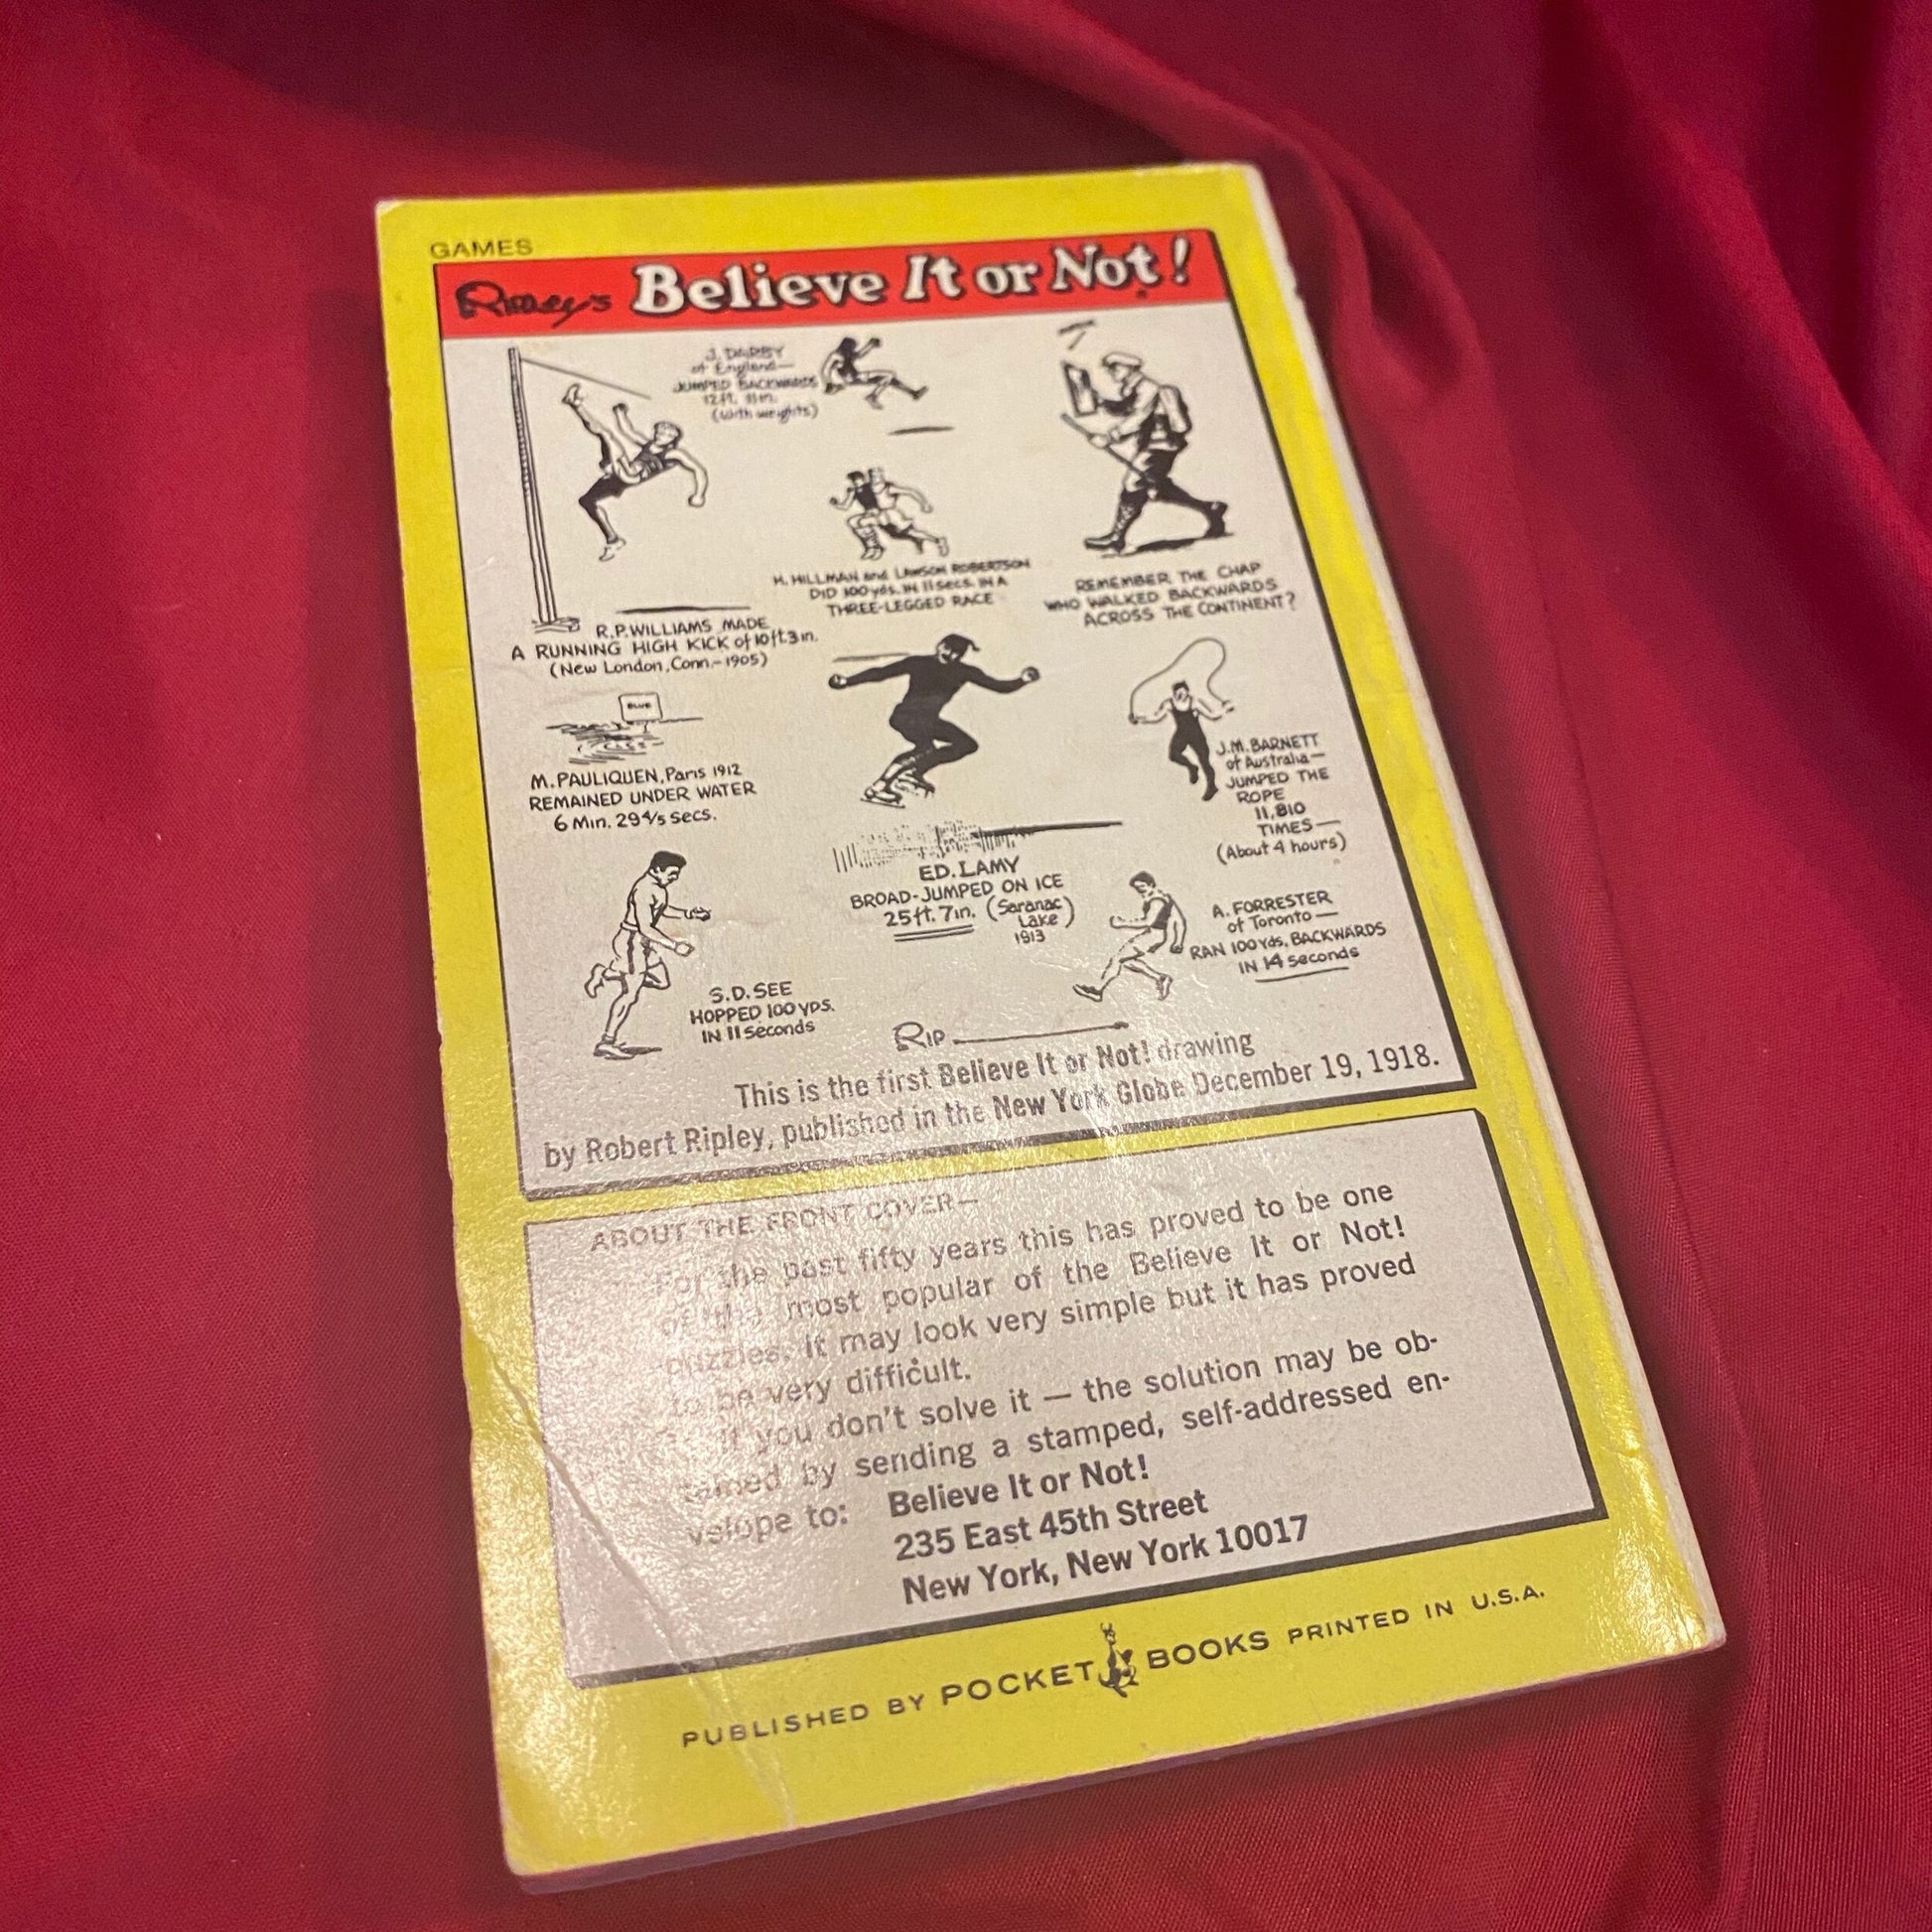 GAMES
Ripley's Believe It or Not!
J. DARBY
of England—
JUMPED BACKWARDS
12ft. 11in.
(with weights)
H. HILLMAN and LAWSON ROBERTSON
DID 100 yds. IN 11 secs. IN A
THREE-LEGGED RACE
REMEMBER THE CHAP
WHO WALKED BACKWARDS
ACROSS THE CONTINENT?
R.P. WILLIAMS MADE
A RUNNING HIGH KICK of 10 ft. 3 in.
(New London, Conn.-1905)
M. PAULIQUEN, Paris 1912
REMAINED UNDER WATER
6 Min. 29 4/5 secs.
J.M. BARNETT
of Australia—
JUMPED THE
ROPE
11,810
TIMES—
(About 4 hours)
ED. LAMY
BROAD-JUMPED ON ICE
25 ft. 7 in. (Saranac
Lake)
1913
A. FORRESTER
of Toronto—
RAN 100 Yds. BACKWARDS
IN 14 seconds
S.D. SEE
HOPPED 100 YDS.
IN 11 Seconds
RIP
This is the first Believe It or Not! drawing
by Robert Ripley, published in the New York Globe December 19, 1918.
ABOUT THE FRONT COVER—
For the past fifty years this has proved to be one
of the most popular of the Believe It or Not!
puzzles. It may look very simple but it has proved
to be very difficult.
If you don't solve it — the solution may be ob-
tained by sending a stamped, self-addressed en-
velope to: Believe It or Not!
235 East 45th Street
New York, New York 10017
PUBLISHED BY POCKET BOOKS PRINTED IN U.S.A.